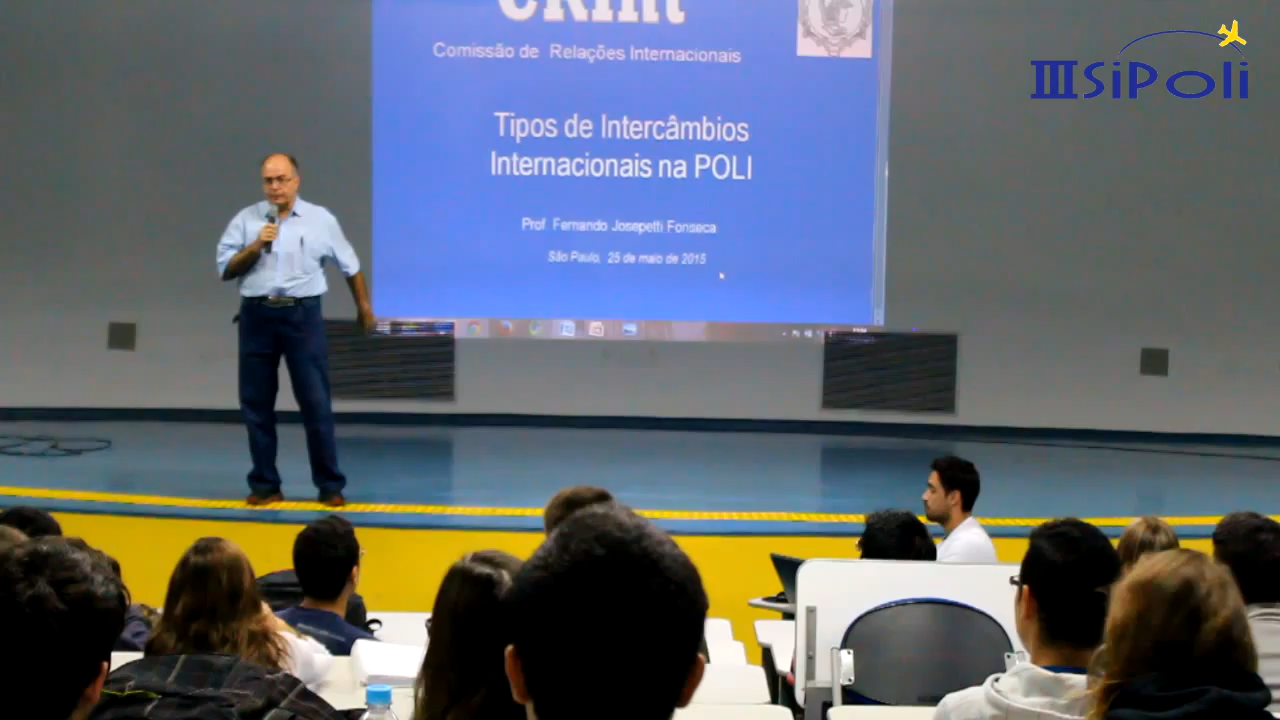 CRInt
Comissão de Relações Internacionais
Tipos de Intercâmbios
Internacionais na POLI
Prof Fernando Josepetti Fonseca
São Paulo, 25 de maio de 2015
IIISiPoli